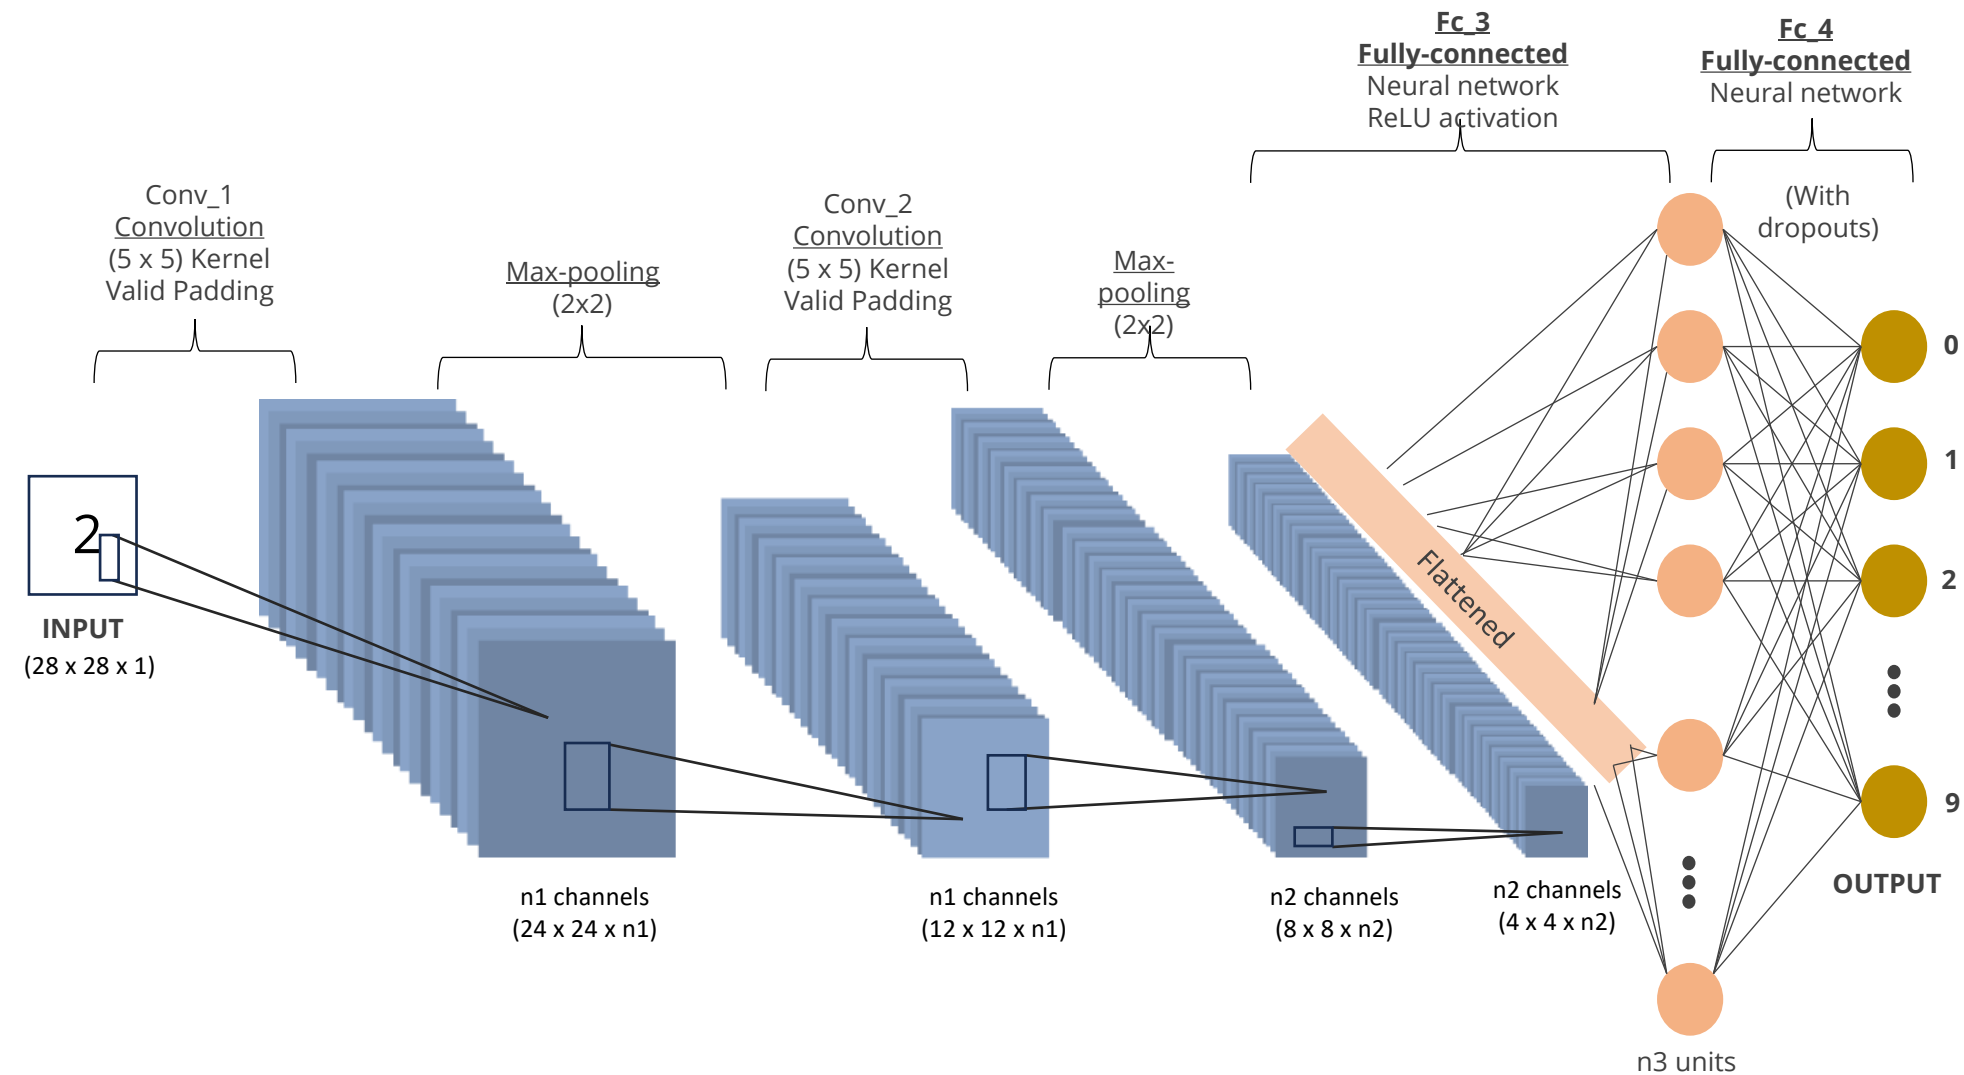 Fc_3
Fully-connected
Neural network
ReLU activation
Fc_4
Fully-connected
Neural network
(With
dropouts)
Conv_1
Convolution
(5 x 5) Kernel
Valid Padding
Max-pooling
(2x2)
Conv_2
Convolution
(5 x 5) Kernel
Valid Padding
Max-
pooling
(2x2)
2
INPUT
(28 x 28 x 1)
Flattened
0
1
2
9
OUTPUT
n1 channels
(24 x 24 x n1)
n1 channels
(12 x 12 x n1)
n2 channels
(8 x 8 x n2)
n2 channels
(4 x 4 x n2)
n3 units